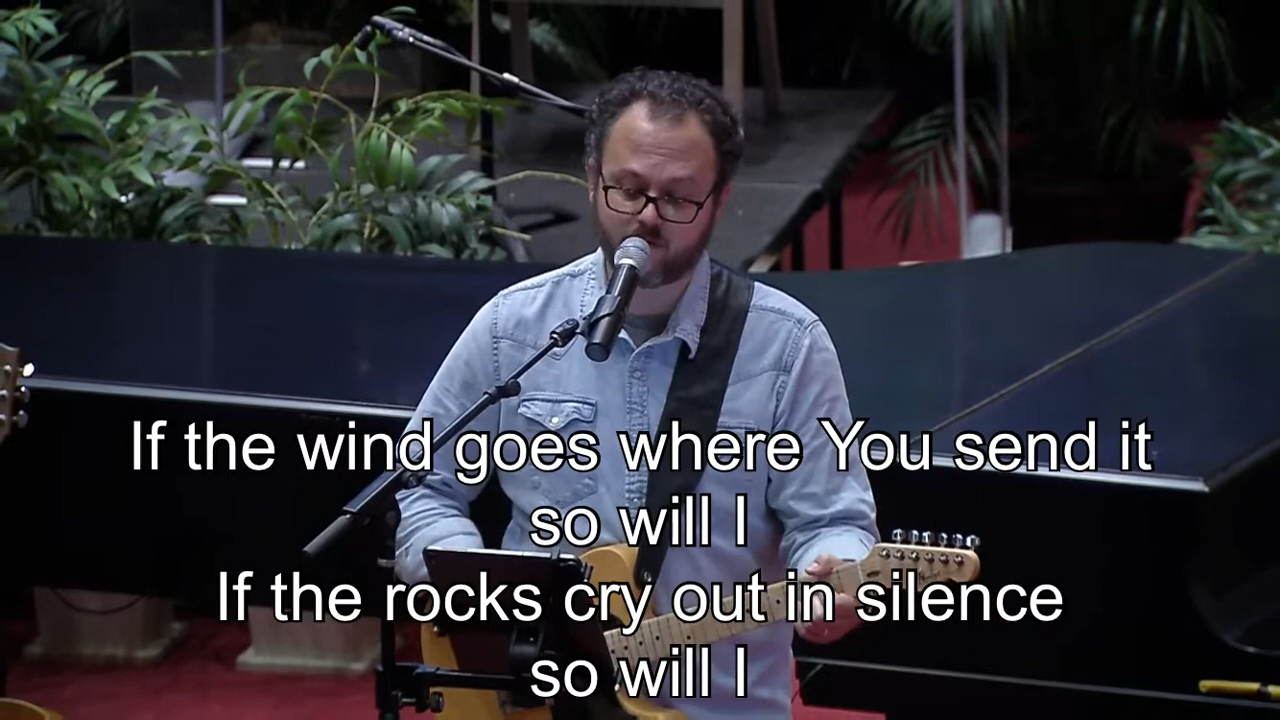 If the wind goes where You send it
so will I
If the rocks cry out in silence
so will I